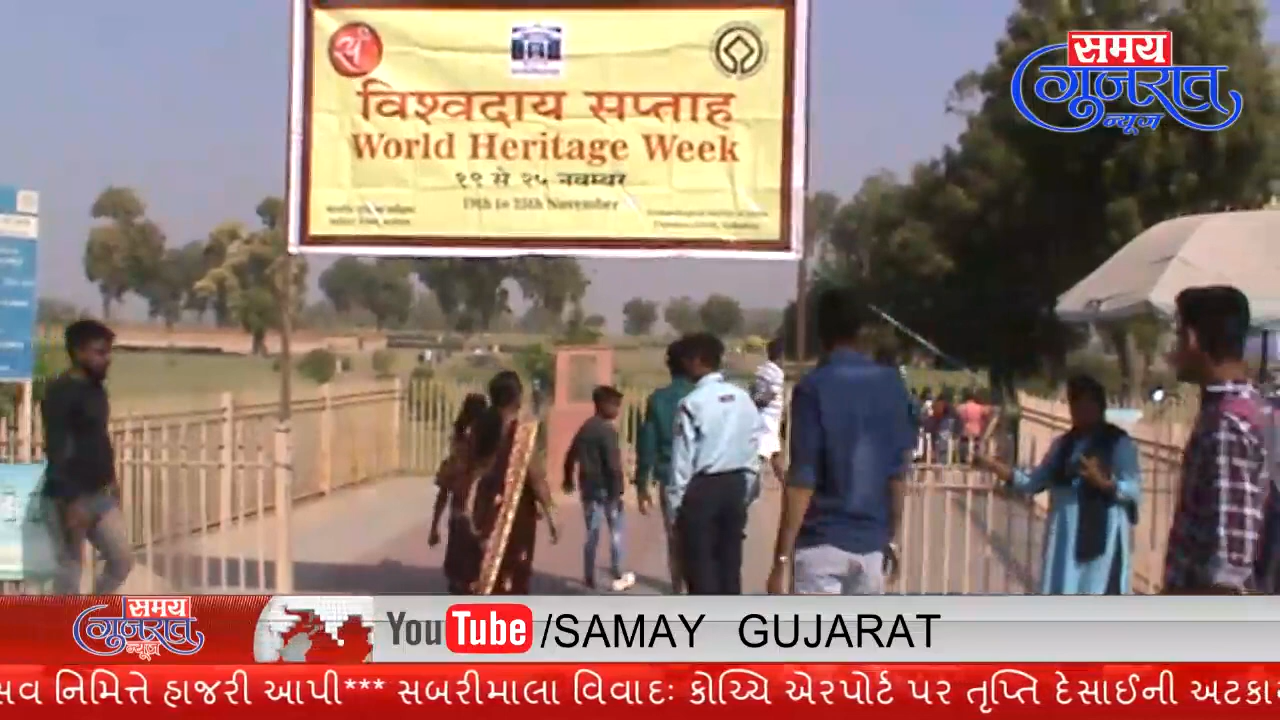 समय
गुजरात
न्यूज
विश्वदाय सप्ताह
World Heritage Week
१९ से २५ नवम्बर
19th to 25th November
समय
गुजरात
न्यूज
YouTube /SAMAY GUJARAT
સવ નિમિત્તે હાજરી આપી*** સબરીમાલા વિવાદઃ કોચ્ચિ એરપોર્ટ પર તૃપ્તિ દેસાઈની અટકા